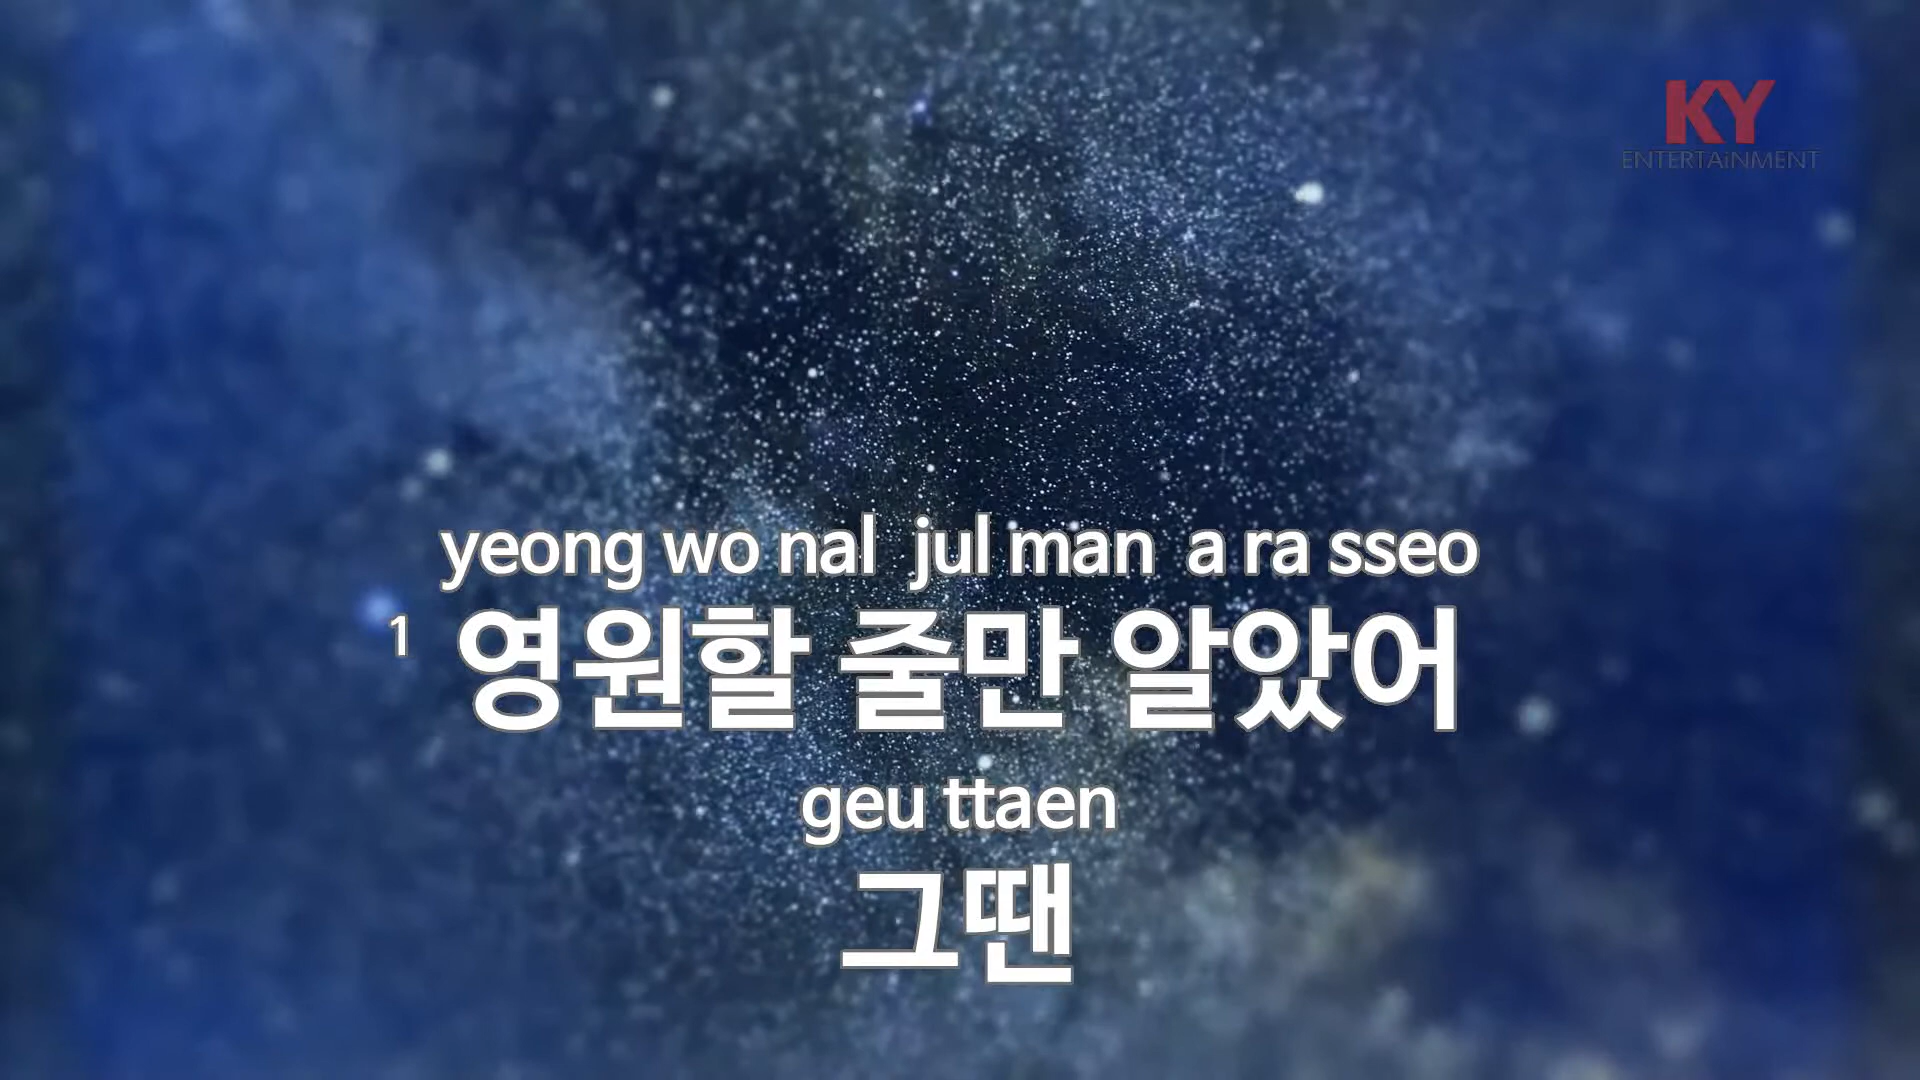 KY
ENTERTAiNMENT
yeong wo nal jul man a ra sseo
1 영원할 줄만 알았어
geu ttaen
그땐